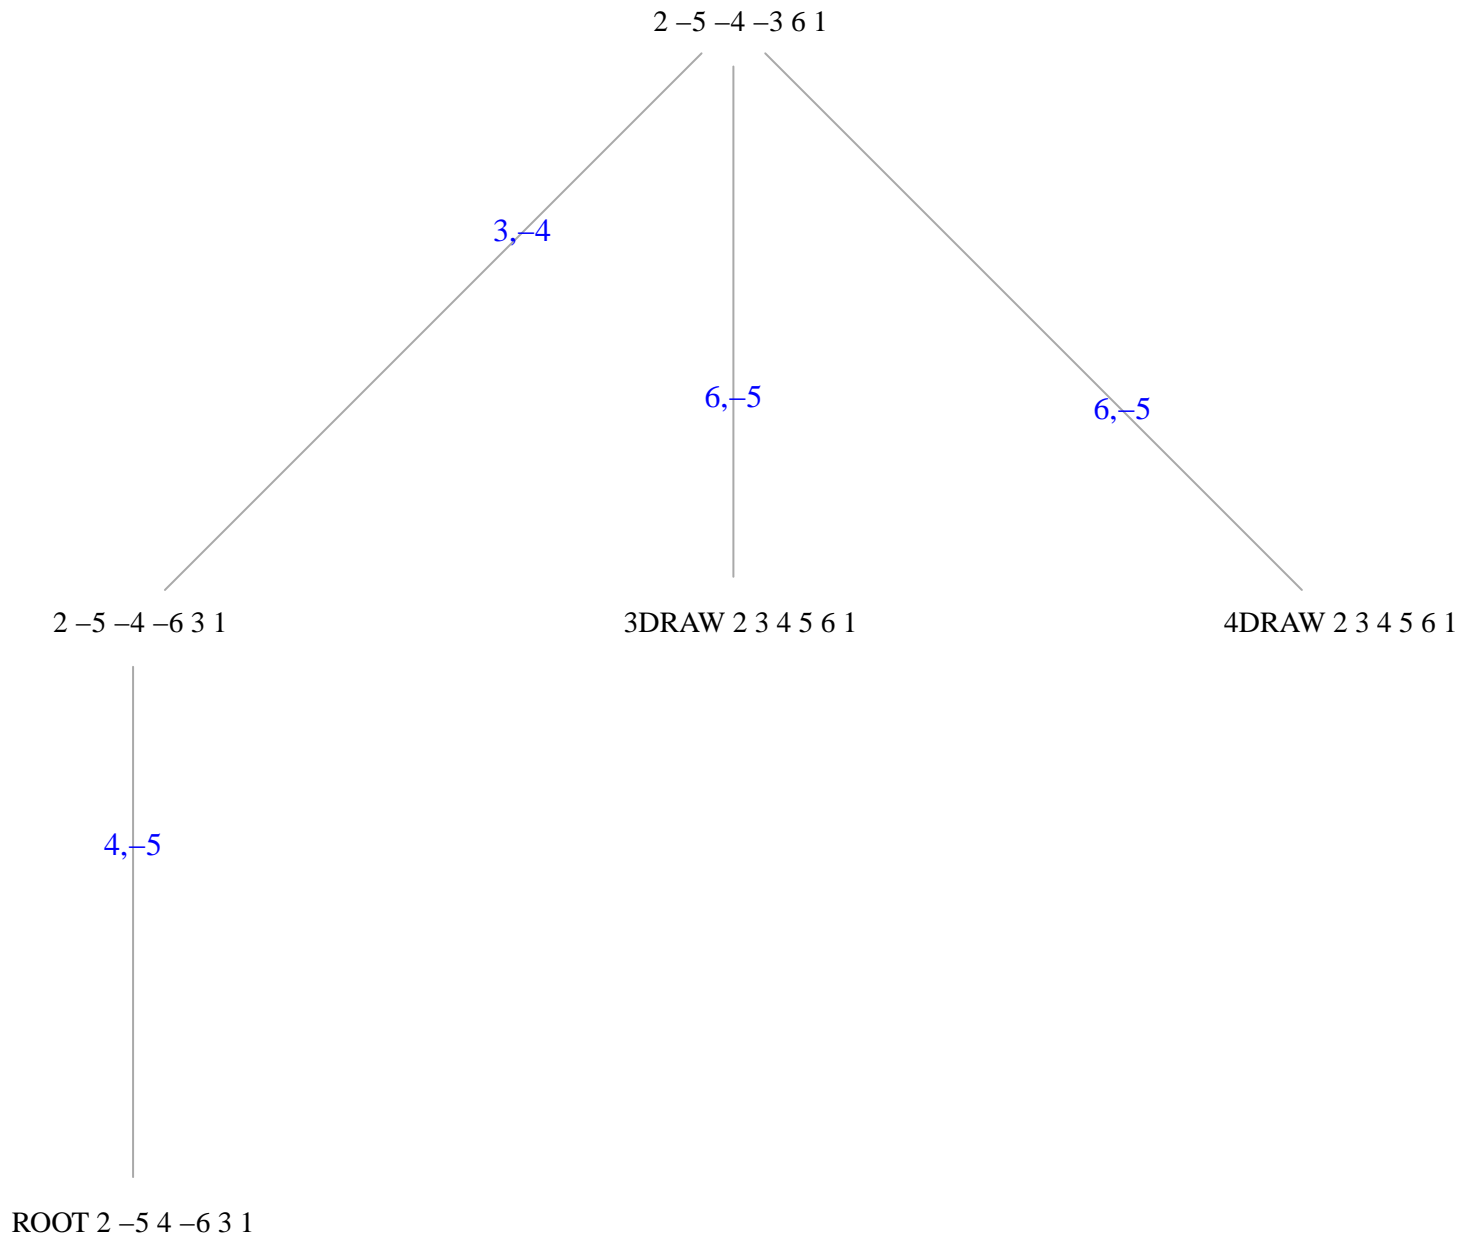 2 –5 –4 –3 6 1
3,–4
6,–5
6,–5
2 –5 –4 –6 3 1
3DRAW 2 3 4 5 6 1
4DRAW 2 3 4 5 6 1
4,–5
ROOT 2 –5 4 –6 3 1